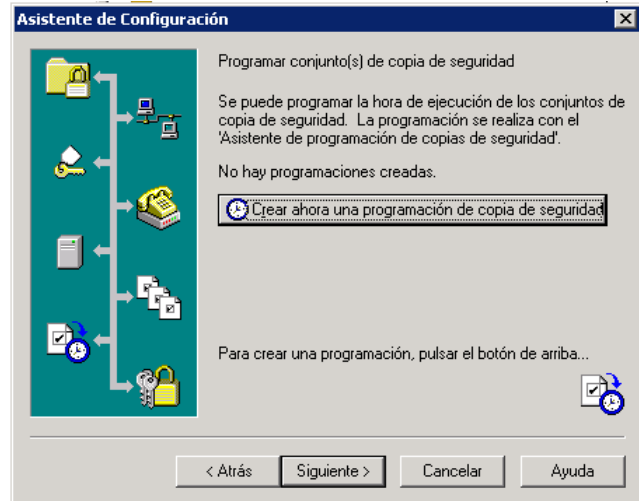 Asistente de Configuración
Programar conjunto(s) de copia de seguridad
Se puede programar la hora de ejecución de los conjuntos de
copia de seguridad. La programación se realiza con el
'Asistente de programación de copias de seguridad'.
No hay programaciones creadas.
Crear ahora una programación de copia de seguridad
Para crear una programación, pulsar el botón de arriba...
< Atrás
Siguiente >
Cancelar
Ayuda